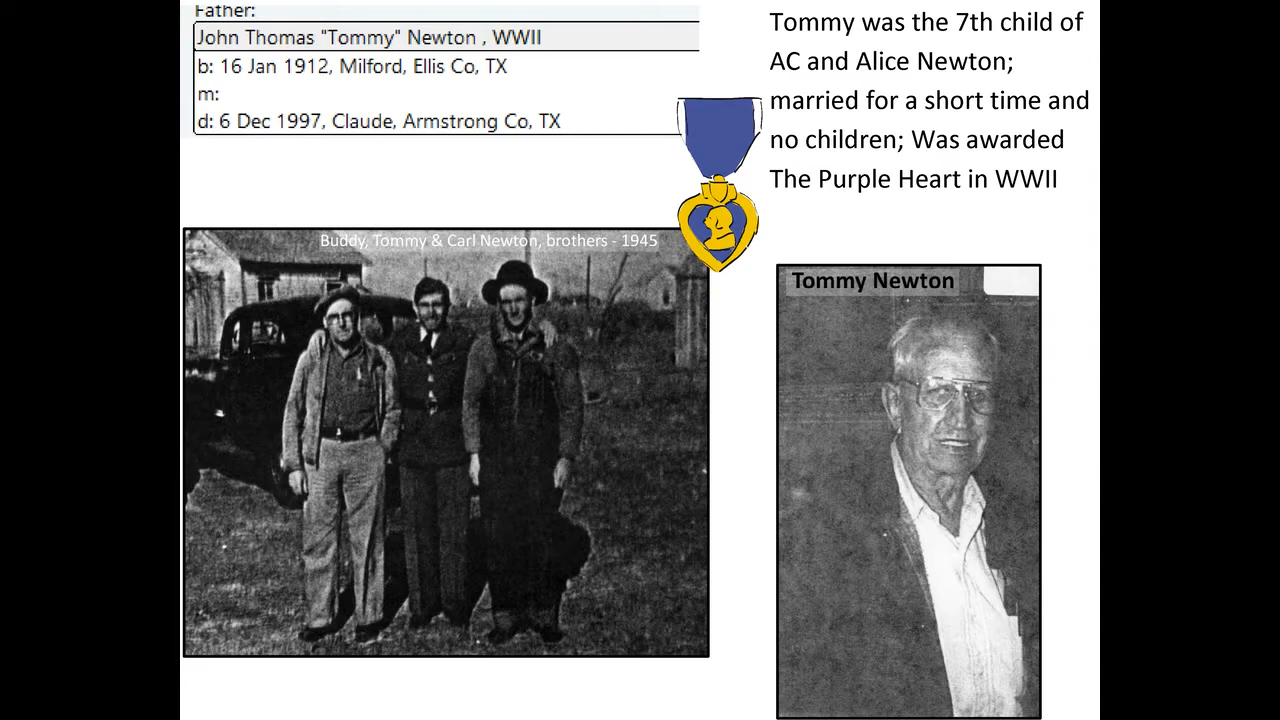 Father:
John Thomas "Tommy" Newton , WWII
b: 16 Jan 1912, Milford, Ellis Co, TX
m:
d: 6 Dec 1997, Claude, Armstrong Co, TX
Tommy was the 7th child of
AC and Alice Newton;
married for a short time and
no children; Was awarded
The Purple Heart in WWII
Buddy, Tommy & Carl Newton, brothers - 1945
Tommy Newton